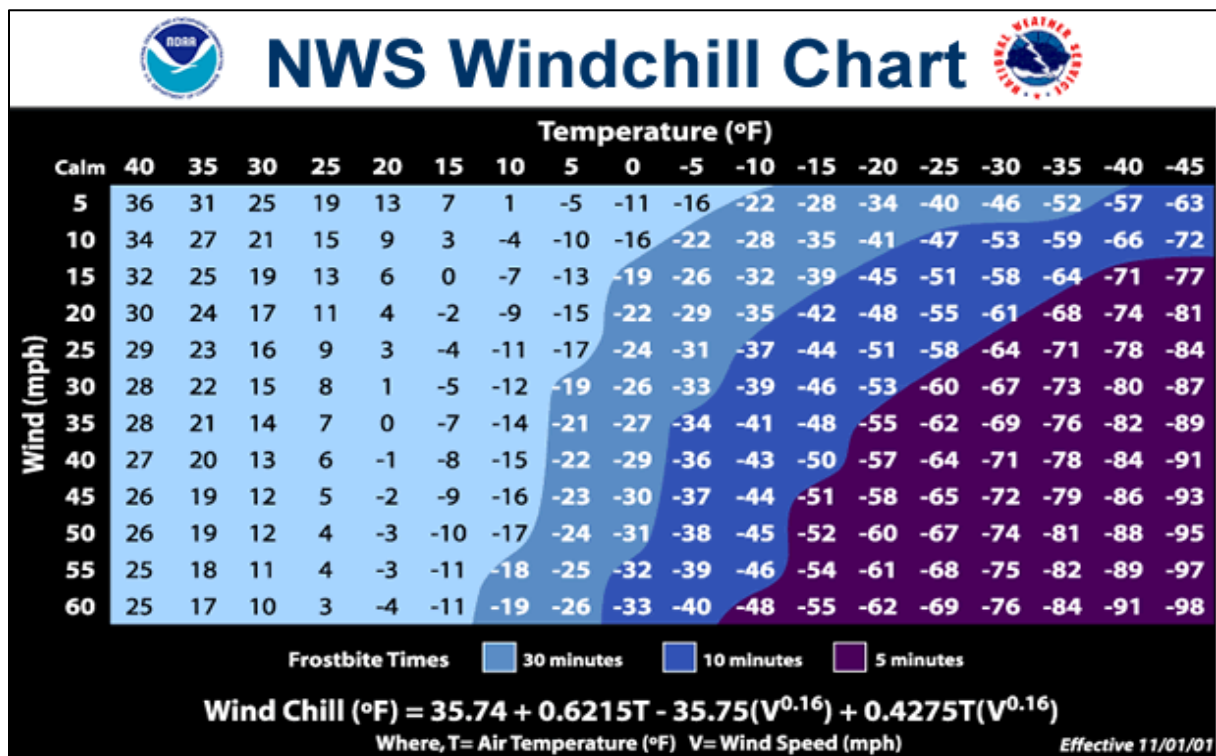 NOAA
NWS Windchill Chart
NATIONAL WEATHER SERVICE
Temperature (ºF)
Calm 40 35 30 25 20 15 10 5 0 -5 -10 -15 -20 -25 -30 -35 -40 -45
5 36 31 25 19 13 7 1 -5 -11 -16 -22 -28 -34 -40 -46 -52 -57 -63
10 34 27 21 15 9 3 -4 -10 -16 -22 -28 -35 -41 -47 -53 -59 -66 -72
15 32 25 19 13 6 0 -7 -13 -19 -26 -32 -39 -45 -51 -58 -64 -71 -77
20 30 24 17 11 4 -2 -9 -15 -22 -29 -35 -42 -48 -55 -61 -68 -74 -81
25 29 23 16 9 3 -4 -11 -17 -24 -31 -37 -44 -51 -58 -64 -71 -78 -84
30 28 22 15 8 1 -5 -12 -19 -26 -33 -39 -46 -53 -60 -67 -73 -80 -87
35 28 21 14 7 0 -7 -14 -21 -27 -34 -41 -48 -55 -62 -69 -76 -82 -89
40 27 20 13 6 -1 -8 -15 -22 -29 -36 -43 -50 -57 -64 -71 -78 -84 -91
45 26 19 12 5 -2 -9 -16 -23 -30 -37 -44 -51 -58 -65 -72 -79 -86 -93
50 26 19 12 4 -3 -10 -17 -24 -31 -38 -45 -52 -60 -67 -74 -81 -88 -95
55 25 18 11 4 -3 -11 -18 -25 -32 -39 -46 -54 -61 -68 -75 -82 -89 -97
60 25 17 10 3 -4 -11 -19 -26 -33 -40 -48 -55 -62 -69 -76 -84 -91 -98
Wind (mph)
Frostbite Times 30 minutes 10 minutes 5 minutes
Wind Chill (ºF) = 35.74 + 0.6215T - 35.75(V^0.16) + 0.4275T(V^0.16)
Where, T= Air Temperature (ºF) V= Wind Speed (mph)
Effective 11/01/01